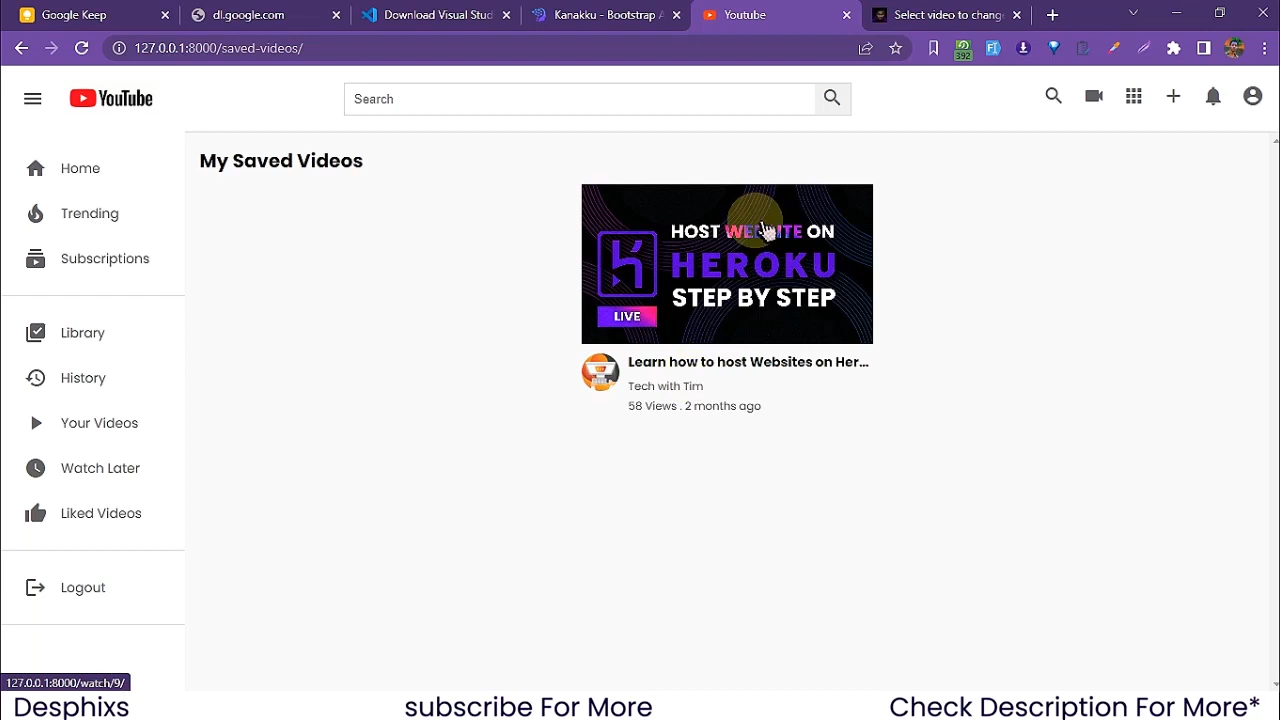 Google Keep
dl.google.com
Download Visual Stud
Kanakku - Bootstrap A
Youtube
Select video to chang
127.0.0.1:8000/saved-videos/
392
YouTube
Search
Home
Trending
Subscriptions
Library
History
Your Videos
Watch Later
Liked Videos
Logout
My Saved Videos
HOST WEBSITE ON
HEROKU
STEP BY STEP
LIVE
Learn how to host Websites on Her...
Tech with Tim
58 Views . 2 months ago
127.0.0.1:8000/watch/9/
Desphixs
subscribe For More
Check Description For More*